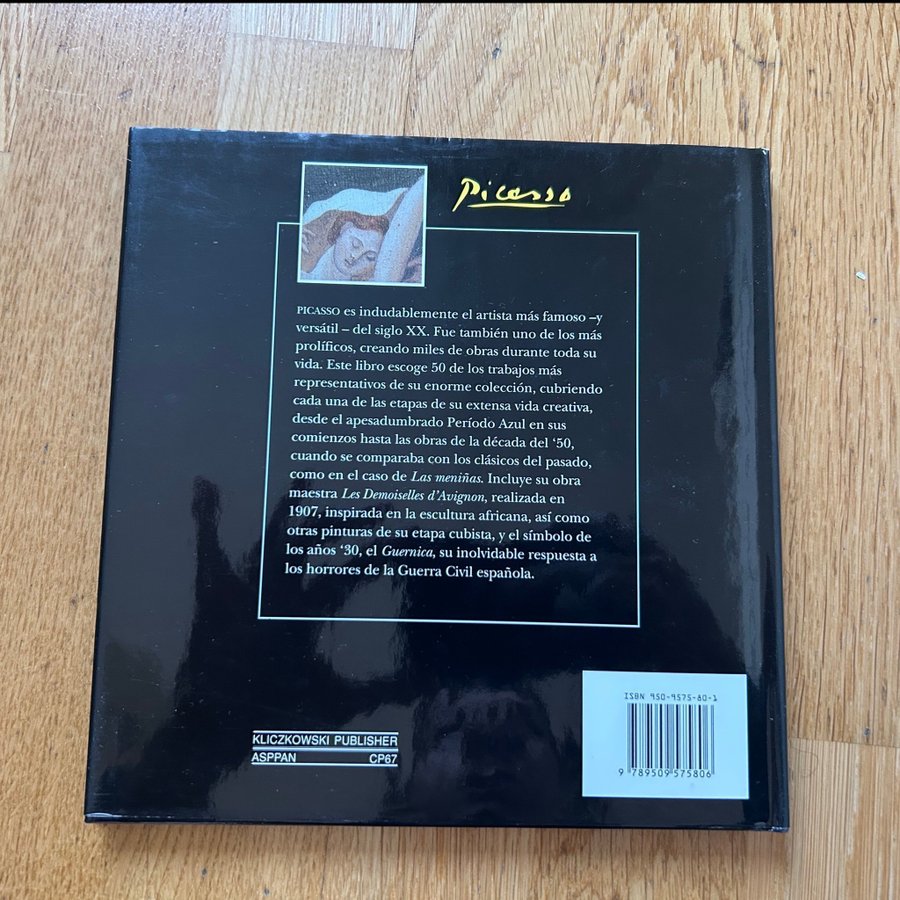 Picasso
PICASSO es indudablemente el artista más famoso –y
versátil – del siglo XX. Fue también uno de los más
prolíficos, creando miles de obras durante toda su
vida. Este libro escoge 50 de los trabajos más
representativos de su enorme colección, cubriendo
cada una de las etapas de su extensa vida creativa,
desde el apesadumbrado Período Azul en sus
comienzos hasta las obras de la década del ‘50,
cuando se comparaba con los clásicos del pasado,
como en el caso de Las meniñas. Incluye su obra
maestra Les Demoiselles d’Avignon, realizada en
1907, inspirada en la escultura africana, así como
otras pinturas de su etapa cubista, y el símbolo de
los años ‘30, el Guernica, su inolvidable respuesta a
los horrores de la Guerra Civil española.
ISBN 950-9575-80-1
9 789509 575806
KLICZKOWSKI PUBLISHER
ASPPAN CP67